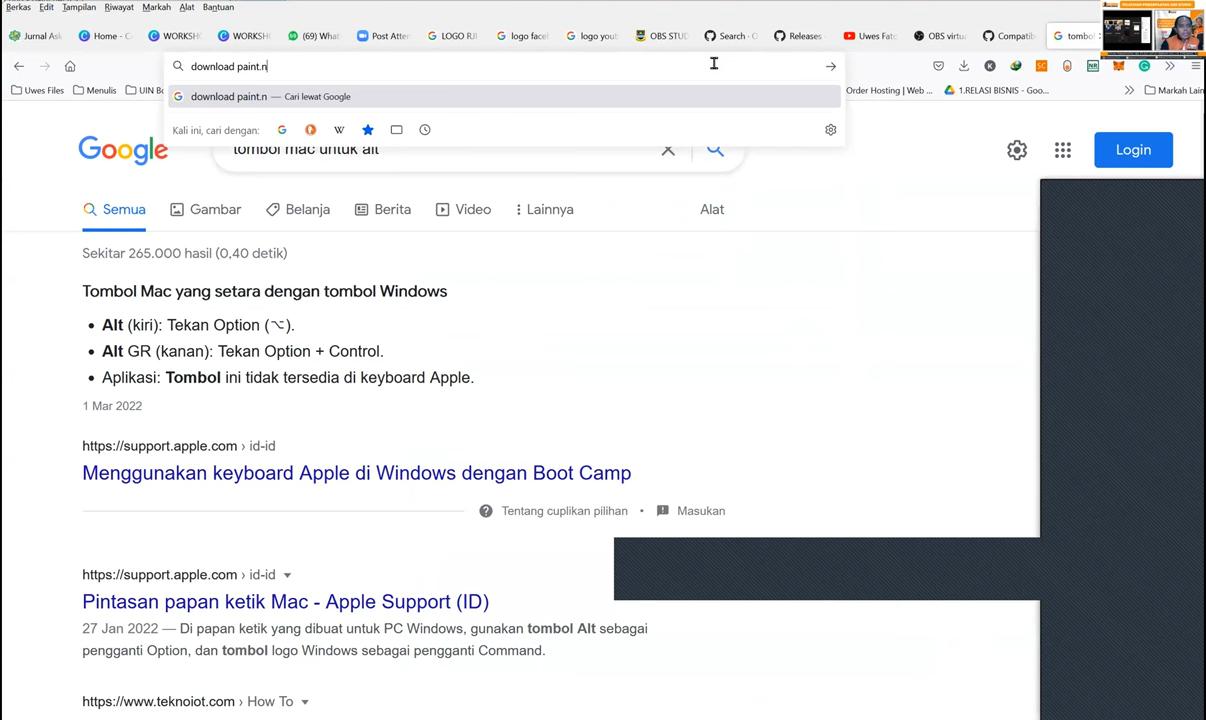 Berkas Edit Tampilan Riwayat Markah Alat Bantuan
Jurnal Ask Home - C WORKSH WORKSH (69) What Post Atter LOGO RJ logo face logo yout OBS STUD Search · O Releases Uwes Fatc OBS virtu Compatib tombol
download paint.n
download paint.n — Cari lewat Google
Uwes Files Menulis UIN Bo Order Hosting | Web ... 1.RELASI BISNIS - Goo... Markah Lain
Kali ini, cari dengan:
Google
tombol mac untuk alt
Login
Semua Gambar Belanja Berita Video Lainnya Alat
Sekitar 265.000 hasil (0,40 detik)
Tombol Mac yang setara dengan tombol Windows
• Alt (kiri): Tekan Option (⌥).
• Alt GR (kanan): Tekan Option + Control.
• Aplikasi: Tombol ini tidak tersedia di keyboard Apple.
1 Mar 2022
https://support.apple.com › id-id
Menggunakan keyboard Apple di Windows dengan Boot Camp
Tentang cuplikan pilihan • Masukan
https://support.apple.com › id-id
Pintasan papan ketik Mac - Apple Support (ID)
27 Jan 2022 — Di papan ketik yang dibuat untuk PC Windows, gunakan tombol Alt sebagai
pengganti Option, dan tombol logo Windows sebagai pengganti Command.
https://www.teknoiot.com › How To